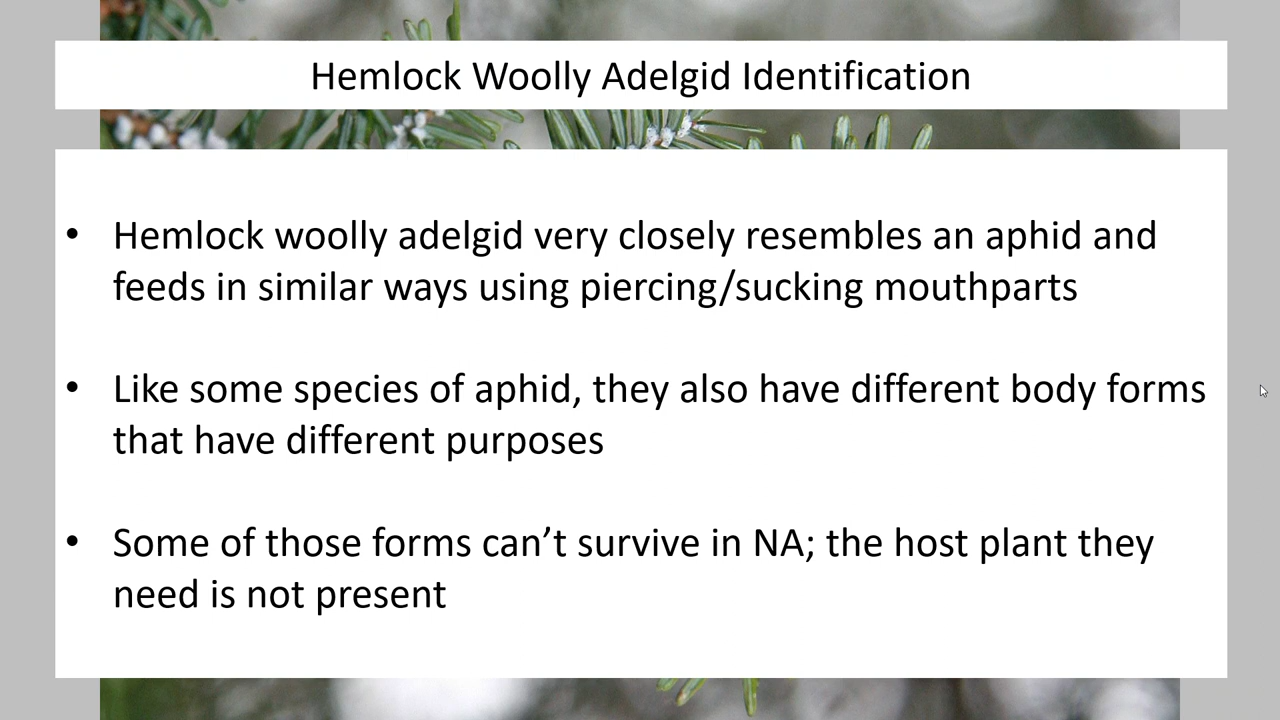 Hemlock Woolly Adelgid Identification
• Hemlock woolly adelgid very closely resembles an aphid and
feeds in similar ways using piercing/sucking mouthparts
• Like some species of aphid, they also have different body forms
that have different purposes
• Some of those forms can’t survive in NA; the host plant they
need is not present